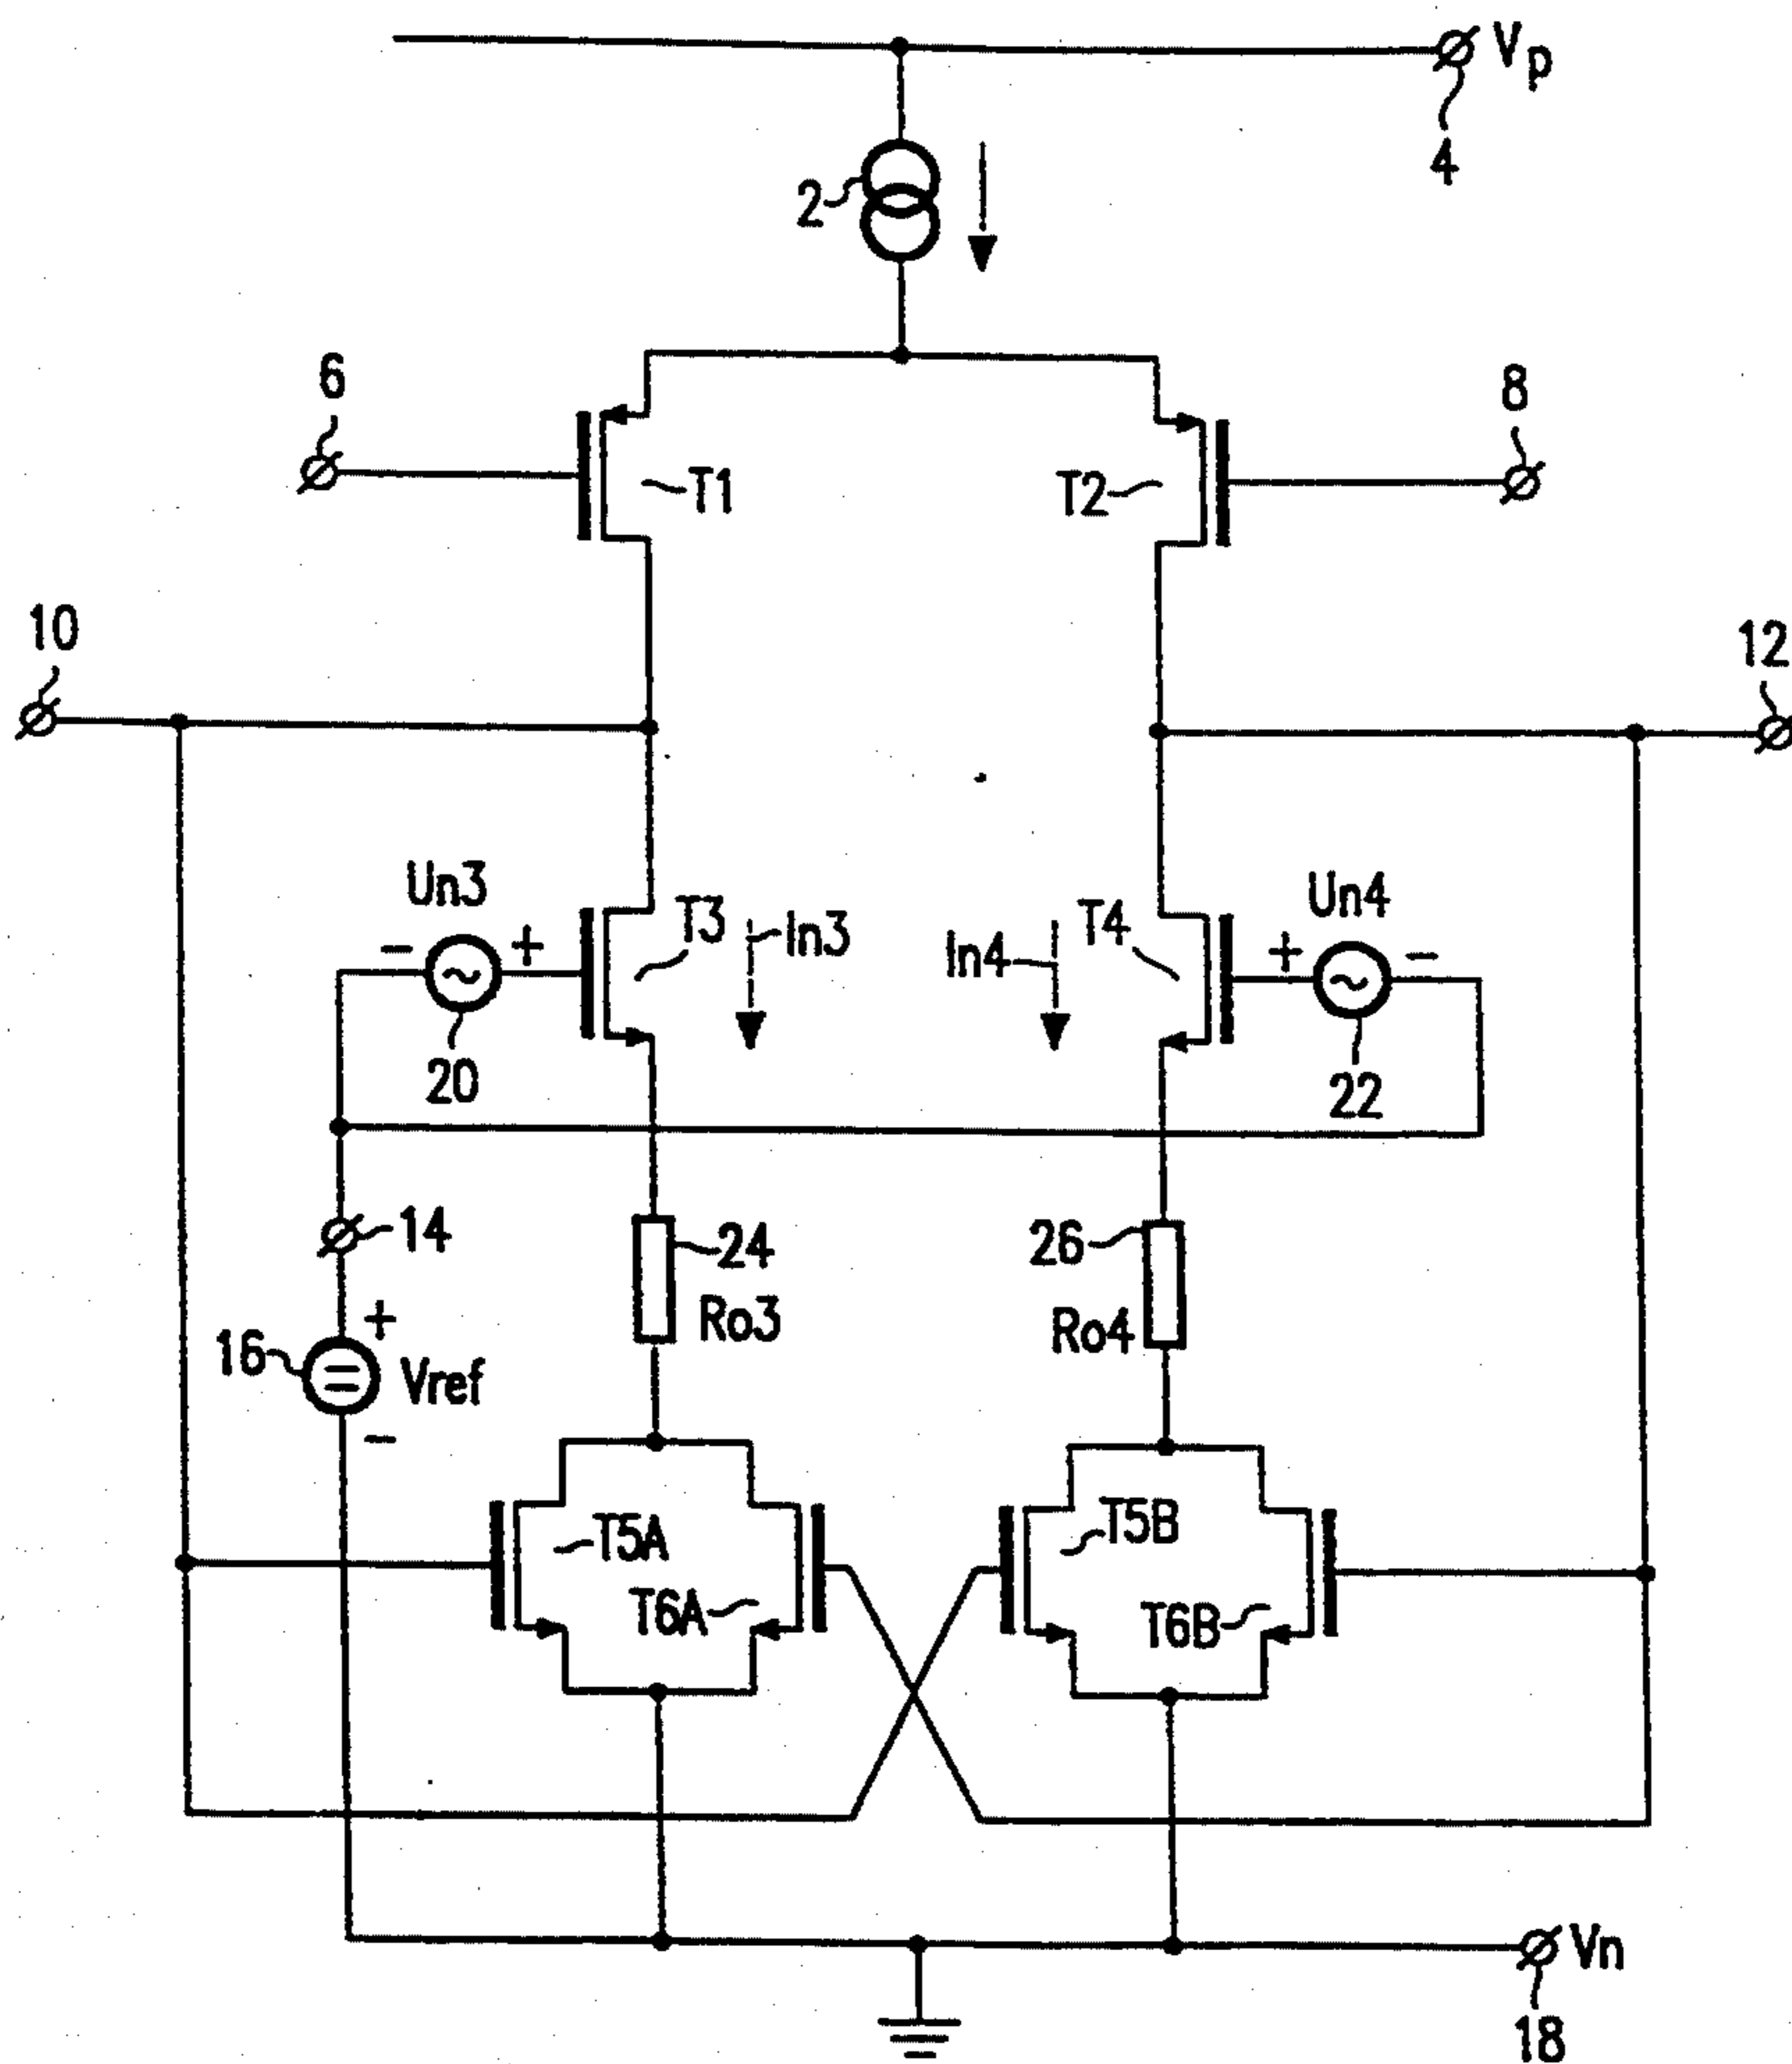 Vp
4
2
6
8
T1
T2
10
12
Un3
T3
In3
In4
T4
Un4
+
-
-
+
+
-
20
22
14
24
26
Ro3
Ro4
16
+
Vref
-
T5A
T5B
T6A
T6B
Vn
18